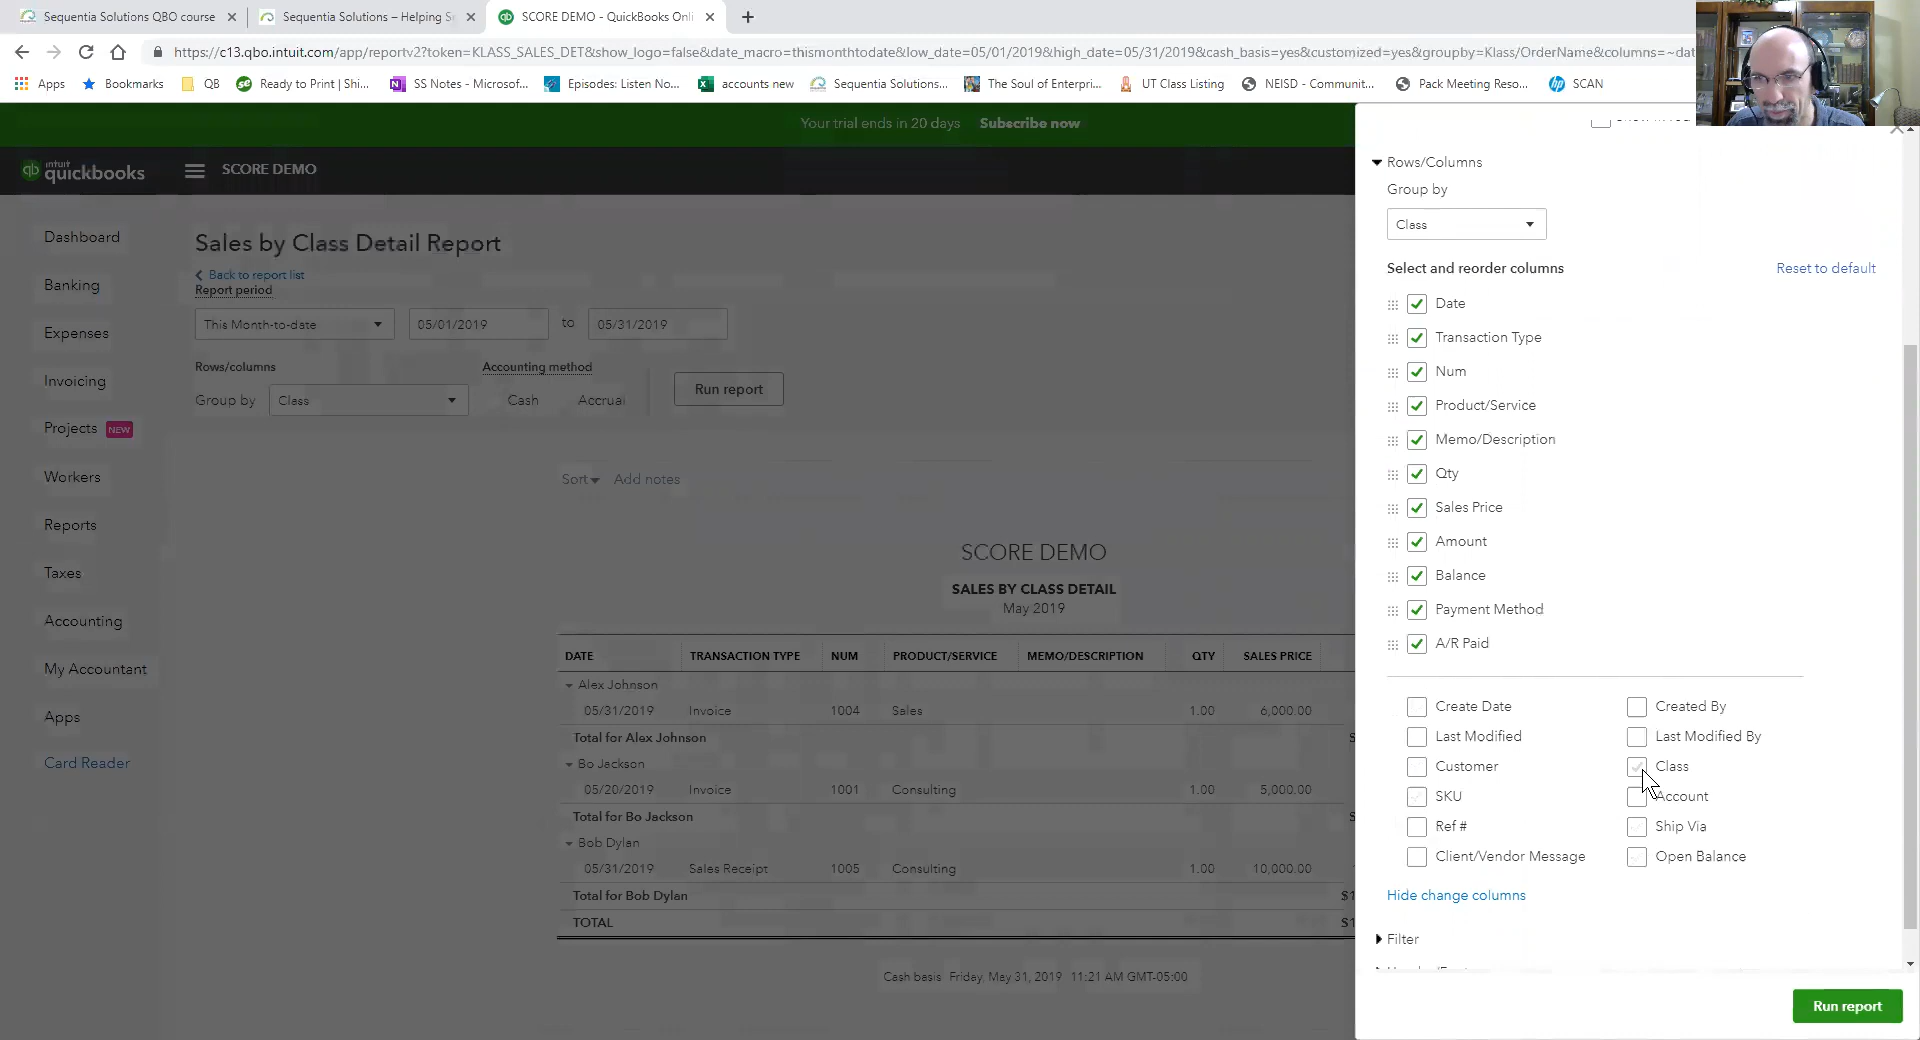 Sequentia Solutions QBO course
Sequentia Solutions – Helping S
SCORE DEMO - QuickBooks Onli
https://c13.qbo.intuit.com/app/reportv2?token=KLASS_SALES_DET&show_logo=false&date_macro=thismonthtodate&low_date=05/01/2019&high_date=05/31/2019&cash_basis=yes&customized=yes&groupby=Klass/OrderName&columns=~dat
Apps Bookmarks QB Ready to Print | Shi... SS Notes - Microsof... Episodes: Listen No... accounts new Sequentia Solutions... The Soul of Enterpri... UT Class Listing NEISD - Communit... Pack Meeting Reso... SCAN
Your trial ends in 20 days Subscribe now
intuit
quickbooks
SCORE DEMO
Dashboard
Banking
Expenses
Invoicing
Projects NEW
Workers
Reports
Taxes
Accounting
My Accountant
Apps
Card Reader
Sales by Class Detail Report
Back to report list
Report period
This Month-to-date 05/01/2019 to 05/31/2019
Rows/columns Accounting method
Group by Class Cash Accrual Run report
Sort Add notes
SCORE DEMO
SALES BY CLASS DETAIL
May 2019
DATE TRANSACTION TYPE NUM PRODUCT/SERVICE MEMO/DESCRIPTION QTY SALES PRICE
Alex Johnson
05/31/2019 Invoice 1004 Sales 1.00 6,000.00
Total for Alex Johnson
Bo Jackson
05/20/2019 Invoice 1001 Consulting 1.00 5,000.00
Total for Bo Jackson
Bob Dylan
05/31/2019 Sales Receipt 1005 Consulting 1.00 10,000.00
Total for Bob Dylan $1
TOTAL $1
Cash basis Friday, May 31, 2019 11:21 AM GMT-05:00
Rows/Columns
Group by
Class
Select and reorder columns Reset to default
Date
Transaction Type
Num
Product/Service
Memo/Description
Qty
Sales Price
Amount
Balance
Payment Method
A/R Paid
Create Date Created By
Last Modified Last Modified By
Customer Class
SKU Account
Ref # Ship Via
Client/Vendor Message Open Balance
Hide change columns
Filter
Run report